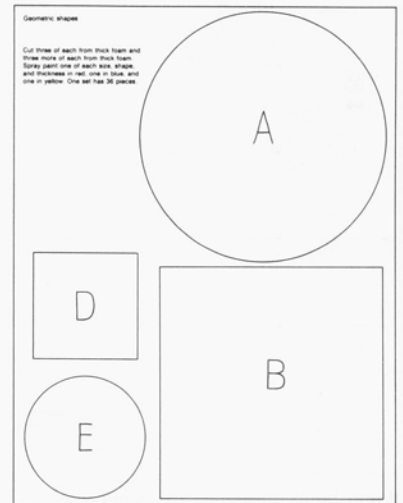 Geometric shapes
Cut three of each from thick foam and
three more of each from thick foam.
Spray paint one of each size, shape,
and thickness in red, one in blue, and
one in yellow. One set has 36 pieces.
A
D
B
E